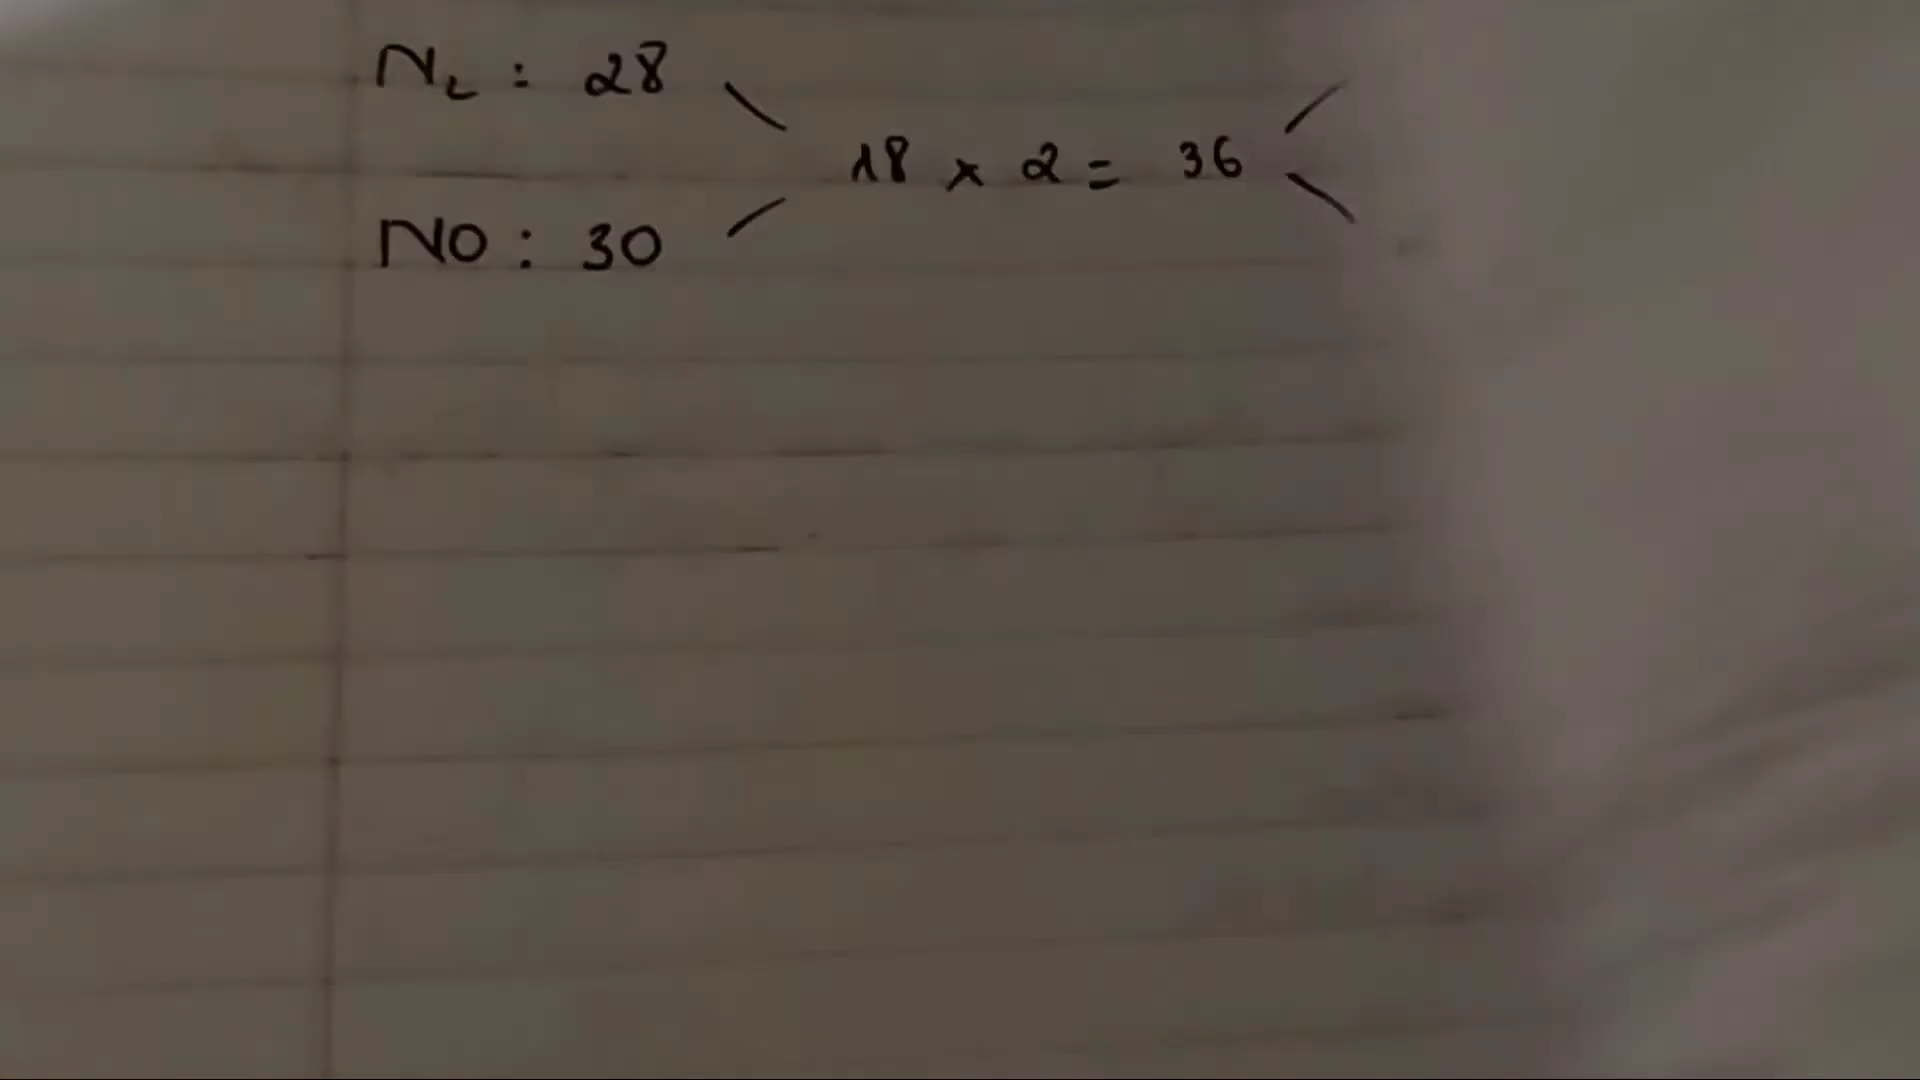 N₂ : 28
18 x 2 = 36
NO : 30